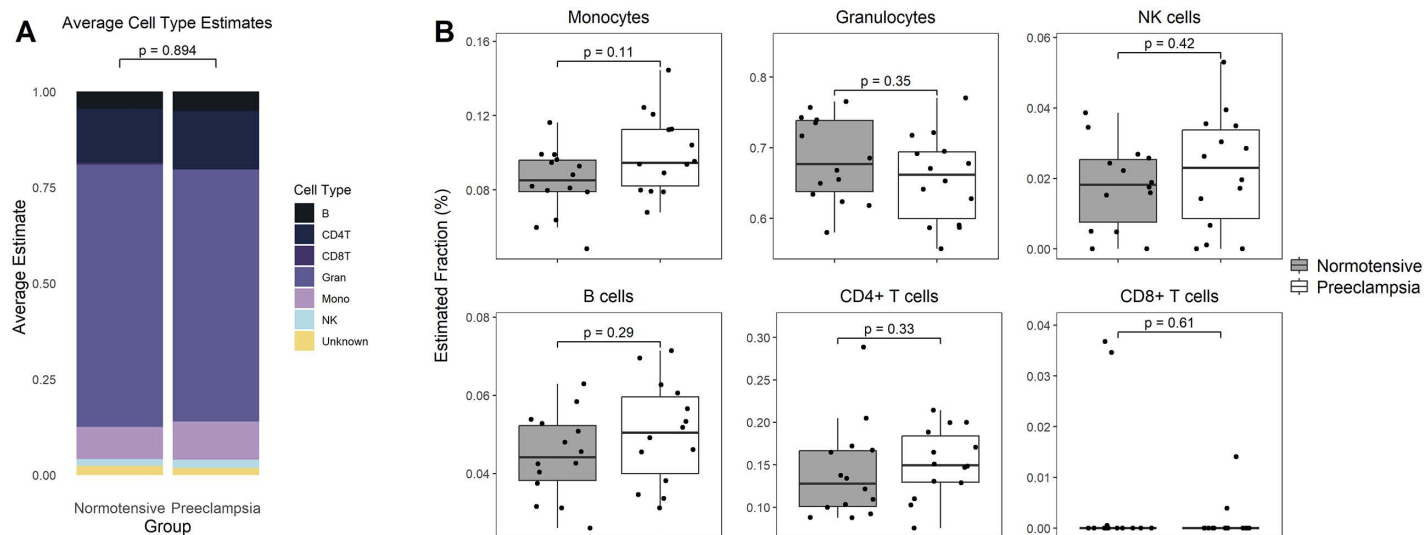 A
Average Cell Type Estimates
p = 0.894
1.00
0.75
0.50
0.25
0.00
Average Estimate
Normotensive Preeclampsia
Group
Cell Type
B
CD4T
CD8T
Gran
Mono
NK
Unknown
B
Estimated Fraction (%)
Monocytes
p = 0.11
0.16
0.12
0.08
Granulocytes
p = 0.35
0.8
0.7
0.6
NK cells
p = 0.42
0.06
0.04
0.02
0.00
B cells
p = 0.29
0.08
0.06
0.04
CD4+ T cells
p = 0.33
0.30
0.25
0.20
0.15
0.10
CD8+ T cells
p = 0.61
0.04
0.03
0.02
0.01
0.00
Normotensive
Preeclampsia